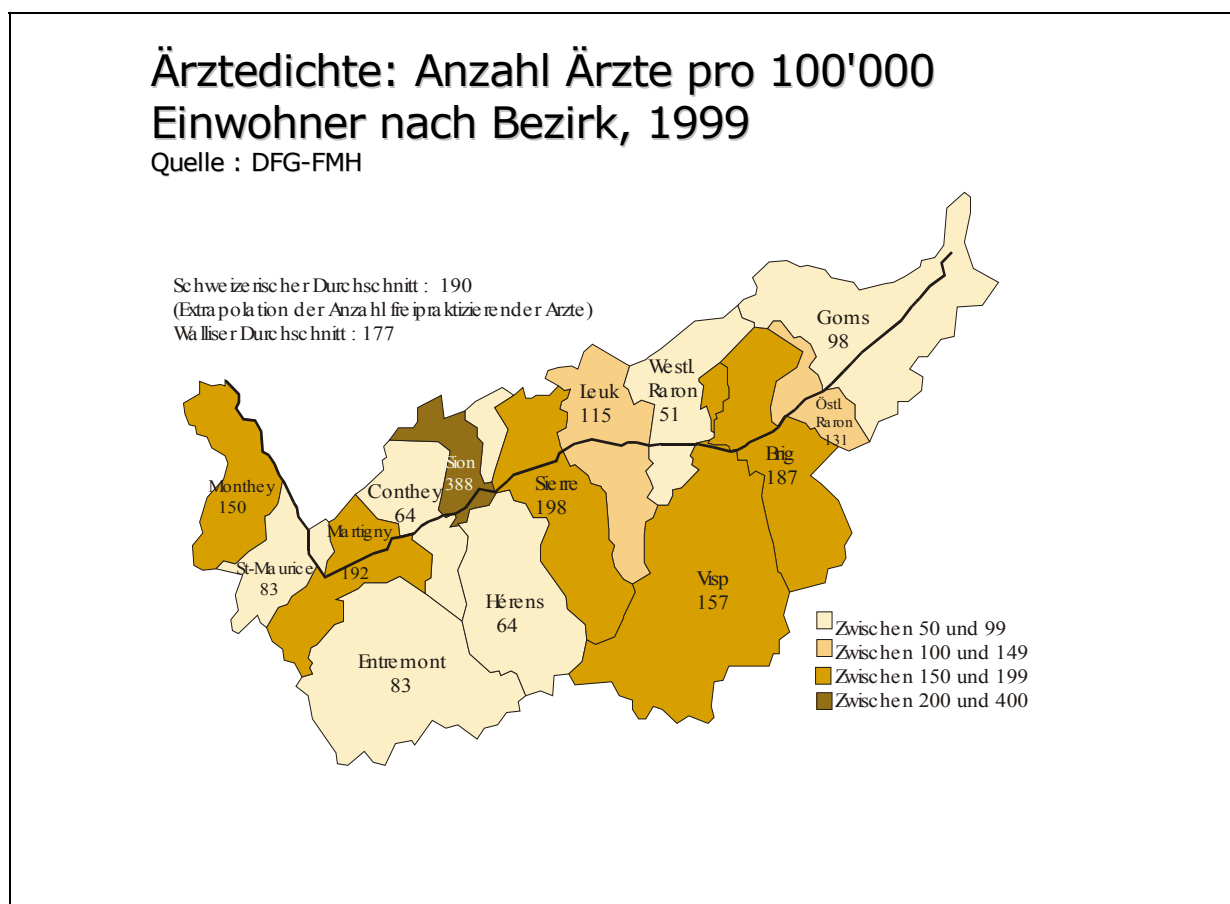 Ärztedichte: Anzahl Ärzte pro 100'000
Einwohner nach Bezirk, 1999
Quelle : DFG-FMH
Schweizerischer Durchschnitt : 190
(Extrapolation der Anzahl freipraktizierender Arzte)
Walliser Durchschnitt : 177
Goms
98
Westl.
Raron
51
Leuk
115
Östl.
Raron
131
Brig
187
Sion
388
Sierre
198
Monthey
150
Conthey
64
Martigny
192
St-Maurice
83
Visp
157
Hérens
64
Entremont
83
Zwischen 50 und 99
Zwischen 100 und 149
Zwischen 150 und 199
Zwischen 200 und 400